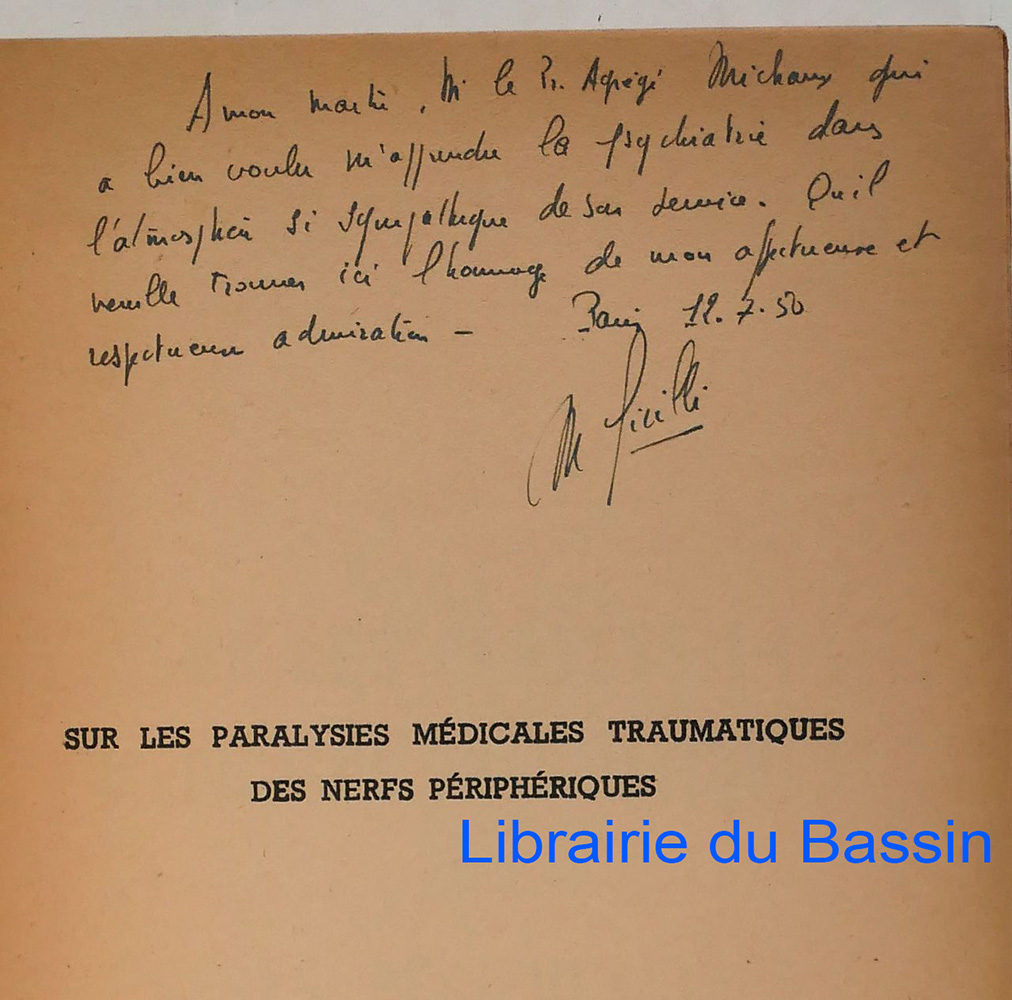 A mon maître, Mr le Pr. Agrégé Michaux qui
a bien voulu m'apprendre la psychiatrie dans
l'atmosphère si sympathique de son service. Qu'il
veuille trouver ici l'hommage de mon affectueuse et
respectueuse admiration – Paris 12.7.50
M
SUR LES PARALYSIES MÉDICALES TRAUMATIQUES
DES NERFS PÉRIPHÉRIQUES
Librairie du Bassin